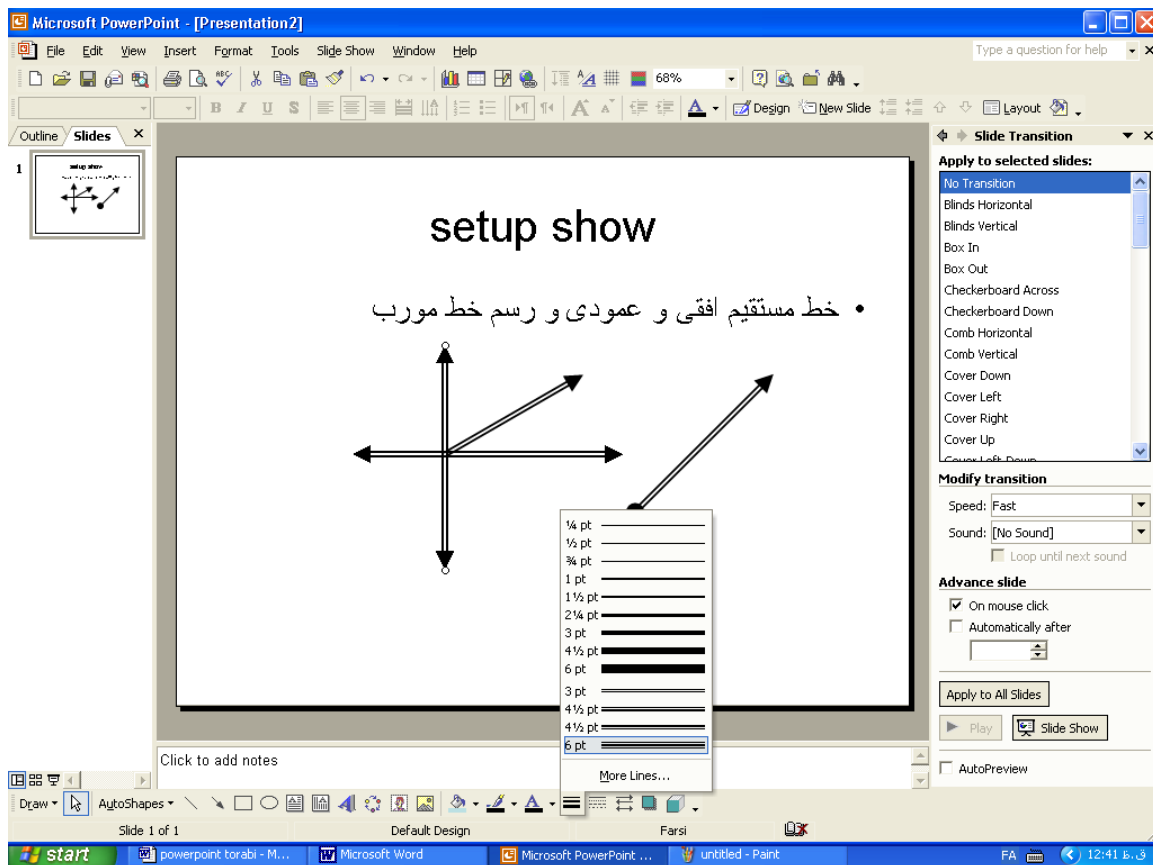 Microsoft PowerPoint - [Presentation2]
File Edit View Insert Format Tools Slide Show Window Help
Type a question for help
68%
Design New Slide Layout
Outline Slides
Slide Transition
1
setup show
Apply to selected slides:
No Transition
Blinds Horizontal
Blinds Vertical
Box In
Box Out
Checkerboard Across
Checkerboard Down
Comb Horizontal
Comb Vertical
Cover Down
Cover Left
Cover Right
Cover Up
Cover Left-Down
setup show
• خط مستقیم افقی و عمودی و رسم خط مورب
Modify transition
Speed: Fast
Sound: [No Sound]
Loop until next sound
Advance slide
On mouse click
Automatically after
Apply to All Slides
Play Slide Show
AutoPreview
¼ pt
½ pt
¾ pt
1 pt
1½ pt
2¼ pt
3 pt
4½ pt
6 pt
3 pt
4½ pt
4½ pt
6 pt
More Lines...
Click to add notes
Draw AutoShapes
Slide 1 of 1 Default Design Farsi
start powerpoint torabi - M... Microsoft Word Microsoft PowerPoint ... untitled - Paint FA 12:41 ق.ظ